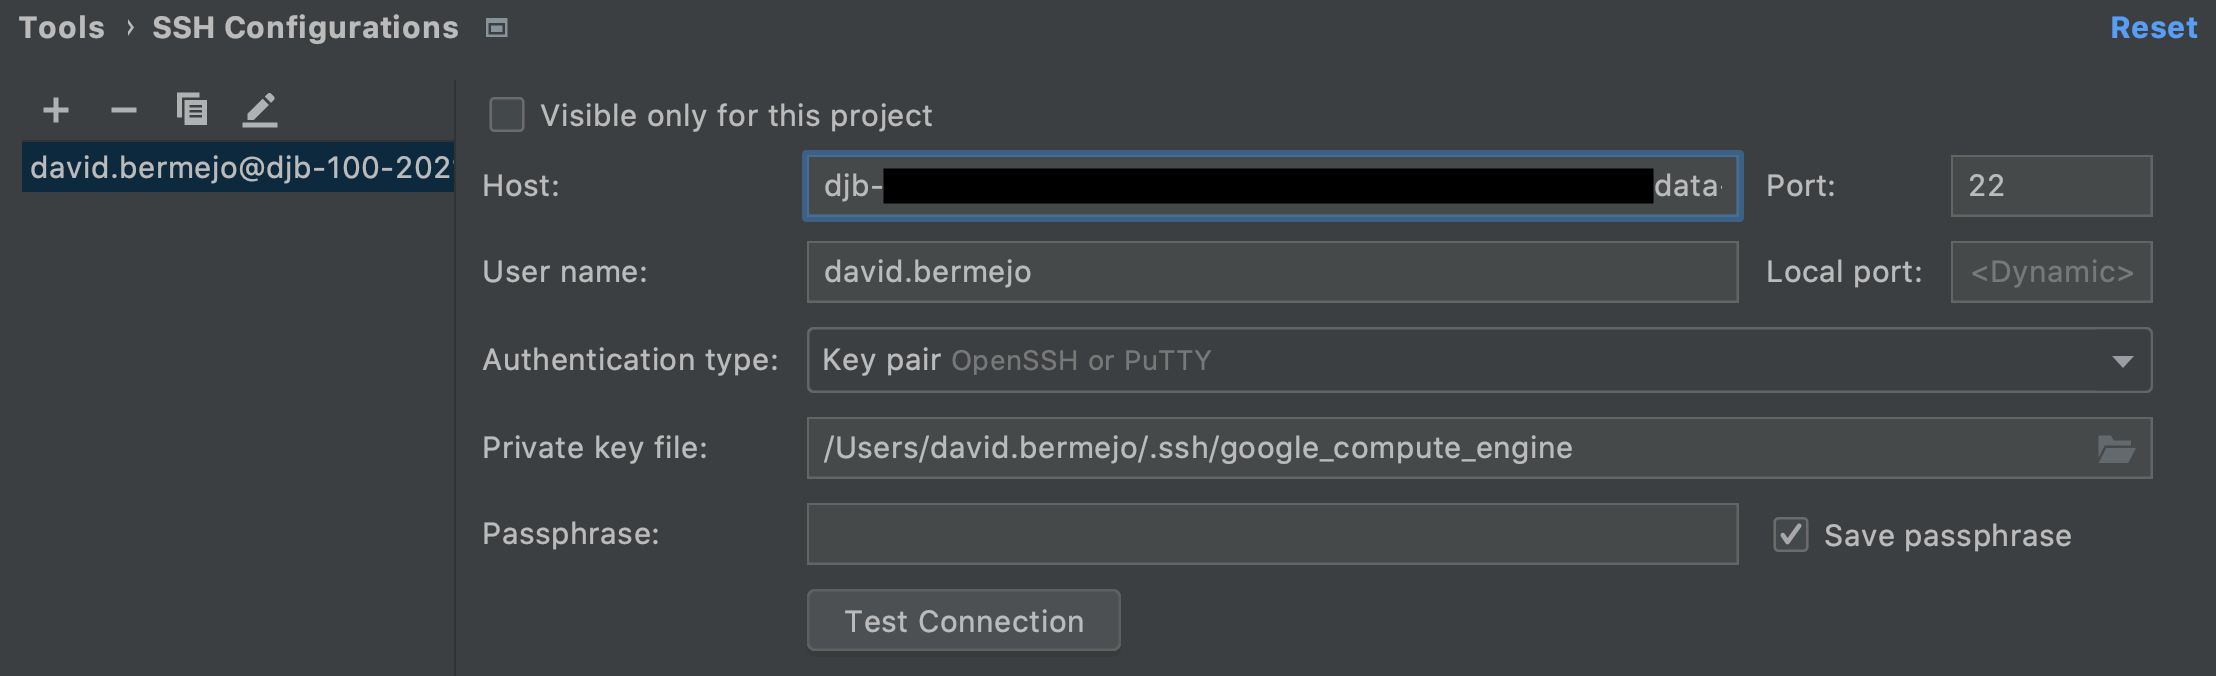 Tools › SSH Configurations
Reset
david.bermejo@djb-100-202
Visible only for this project
Host: djb- data- Port: 22
User name: david.bermejo Local port: <Dynamic>
Authentication type: Key pair OpenSSH or PuTTY
Private key file: /Users/david.bermejo/.ssh/google_compute_engine
Passphrase: Save passphrase
Test Connection